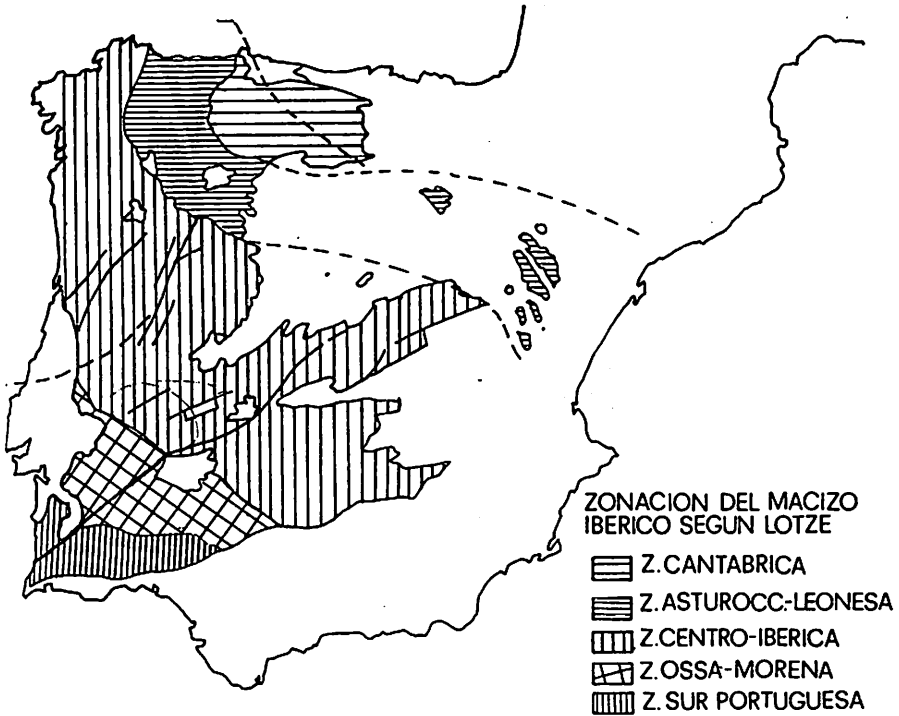 ZONACION DEL MACIZO
IBERICO SEGUN LOTZE
Z. CANTABRICA
Z. ASTUROCC.-LEONESA
Z. CENTRO-IBERICA
Z. OSSA-MORENA
Z. SUR PORTUGUESA